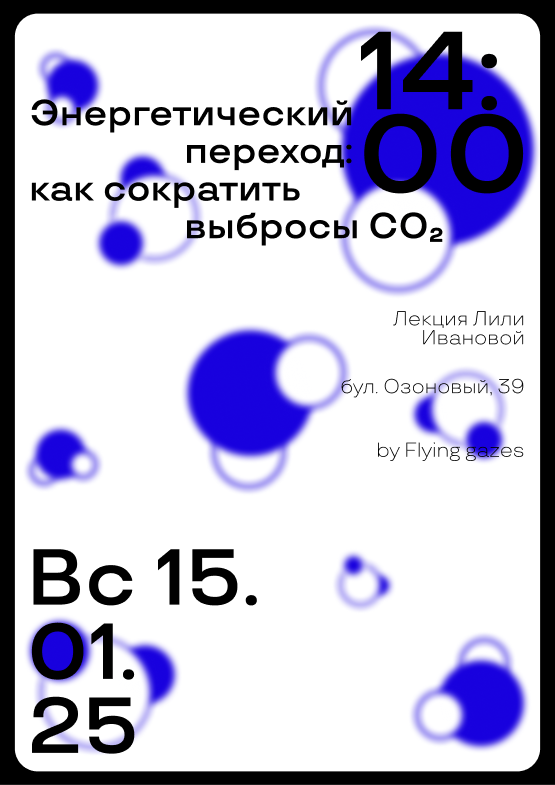 14:
00
Энергетический
переход:
как сократить
выбросы CO₂
Лекция Лили
Ивановой
бул. Озоновый, 39
by Flying gazes
Вс 15.
01.
25